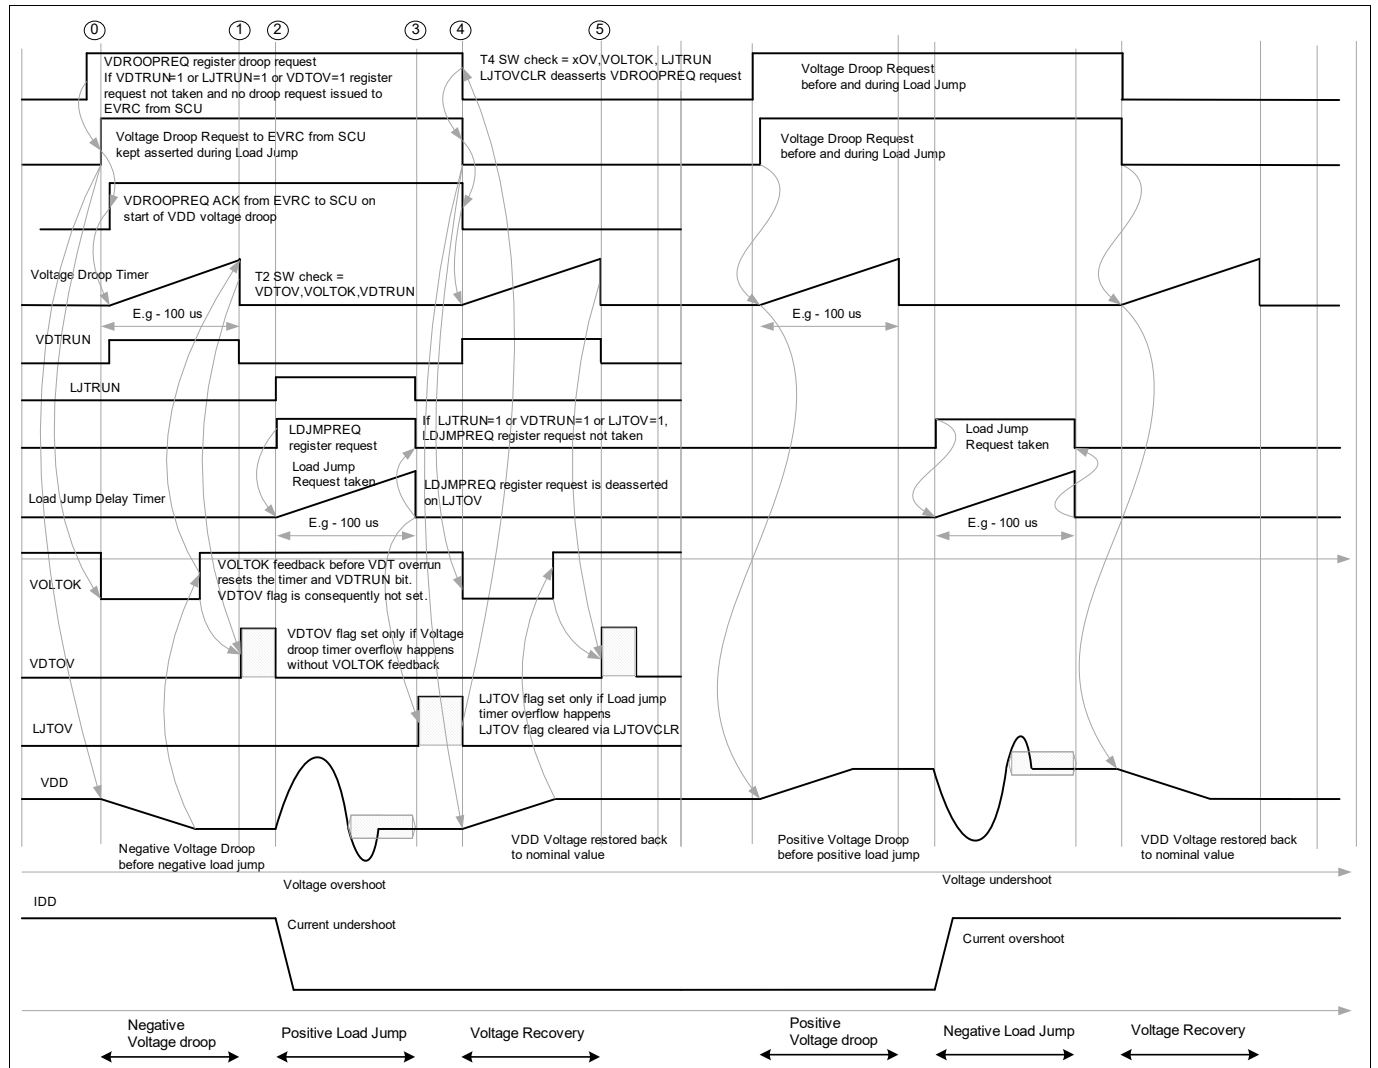 0 1 2 3 4 5
VDROOPREQ register droop request
If VDTRUN=1 or LJTRUN=1 or VDTOV=1 register
request not taken and no droop request issued to
EVRC from SCU
T4 SW check = xOV,VOLTOK, LJTRUN
LJTOVCLR deasserts VDROOPREQ request
Voltage Droop Request
before and during Load Jump
Voltage Droop Request to EVRC from SCU
kept asserted during Load Jump
Voltage Droop Request
before and during Load Jump
VDROOPREQ ACK from EVRC to SCU on
start of VDD voltage droop
Voltage Droop Timer
T2 SW check =
VDTOV,VOLTOK,VDTRUN
E.g - 100 us
E.g - 100 us
VDTRUN
LJTRUN
LDJMPREQ
register request
If LJTRUN=1 or VDTRUN=1 or LJTOV=1,
LDJMPREQ register request not taken
Load Jump
Request taken
Load Jump
Request taken
Load Jump Delay Timer
LDJMPREQ register request is deasserted
on LJTOV
E.g - 100 us
E.g - 100 us
VOLTOK
VOLTOK feedback before VDT overrun
resets the timer and VDTRUN bit.
VDTOV flag is consequently not set.
VDTOV
VDTOV flag set only if Voltage
droop timer overflow happens
without VOLTOK feedback
LJTOV
LJTOV flag set only if Load jump
timer overflow happens
LJTOV flag cleared via LJTOVCLR
VDD
Negative Voltage Droop
before negative load jump
VDD Voltage restored back
to nominal value
Positive Voltage Droop
before positive load jump
VDD Voltage restored back
to nominal value
Voltage overshoot
Voltage undershoot
IDD
Current undershoot
Current overshoot
Negative
Voltage droop
Positive Load Jump
Voltage Recovery
Positive
Voltage droop
Negative Load Jump
Voltage Recovery